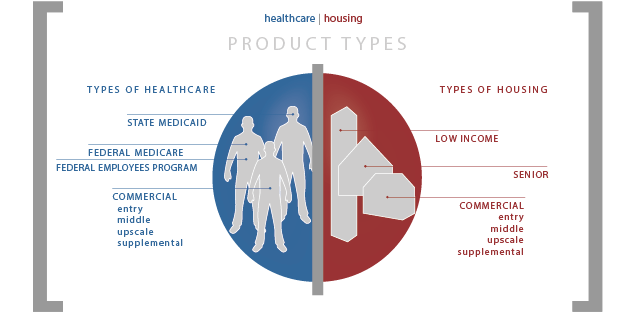 healthcare | housing
PRODUCT TYPES
TYPES OF HEALTHCARE
STATE MEDICAID
FEDERAL MEDICARE
FEDERAL EMPLOYEES PROGRAM
COMMERCIAL
entry
middle
upscale
supplemental
TYPES OF HOUSING
LOW INCOME
SENIOR
COMMERCIAL
entry
middle
upscale
supplemental